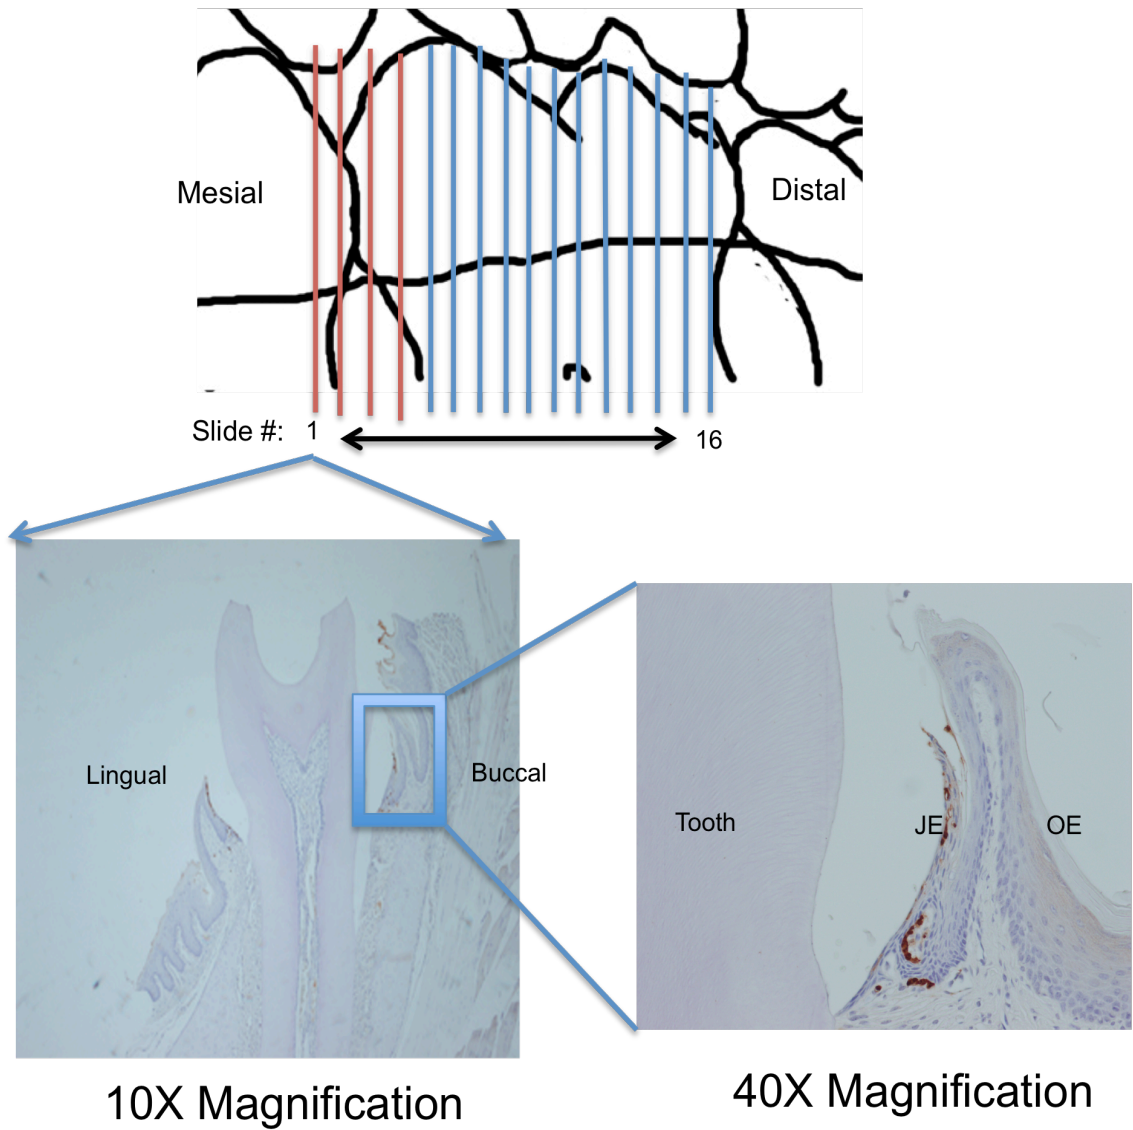 Mesial
Distal
Slide #: 1
16
Lingual
Buccal
Tooth
JE
OE
10X Magnification
40X Magnification